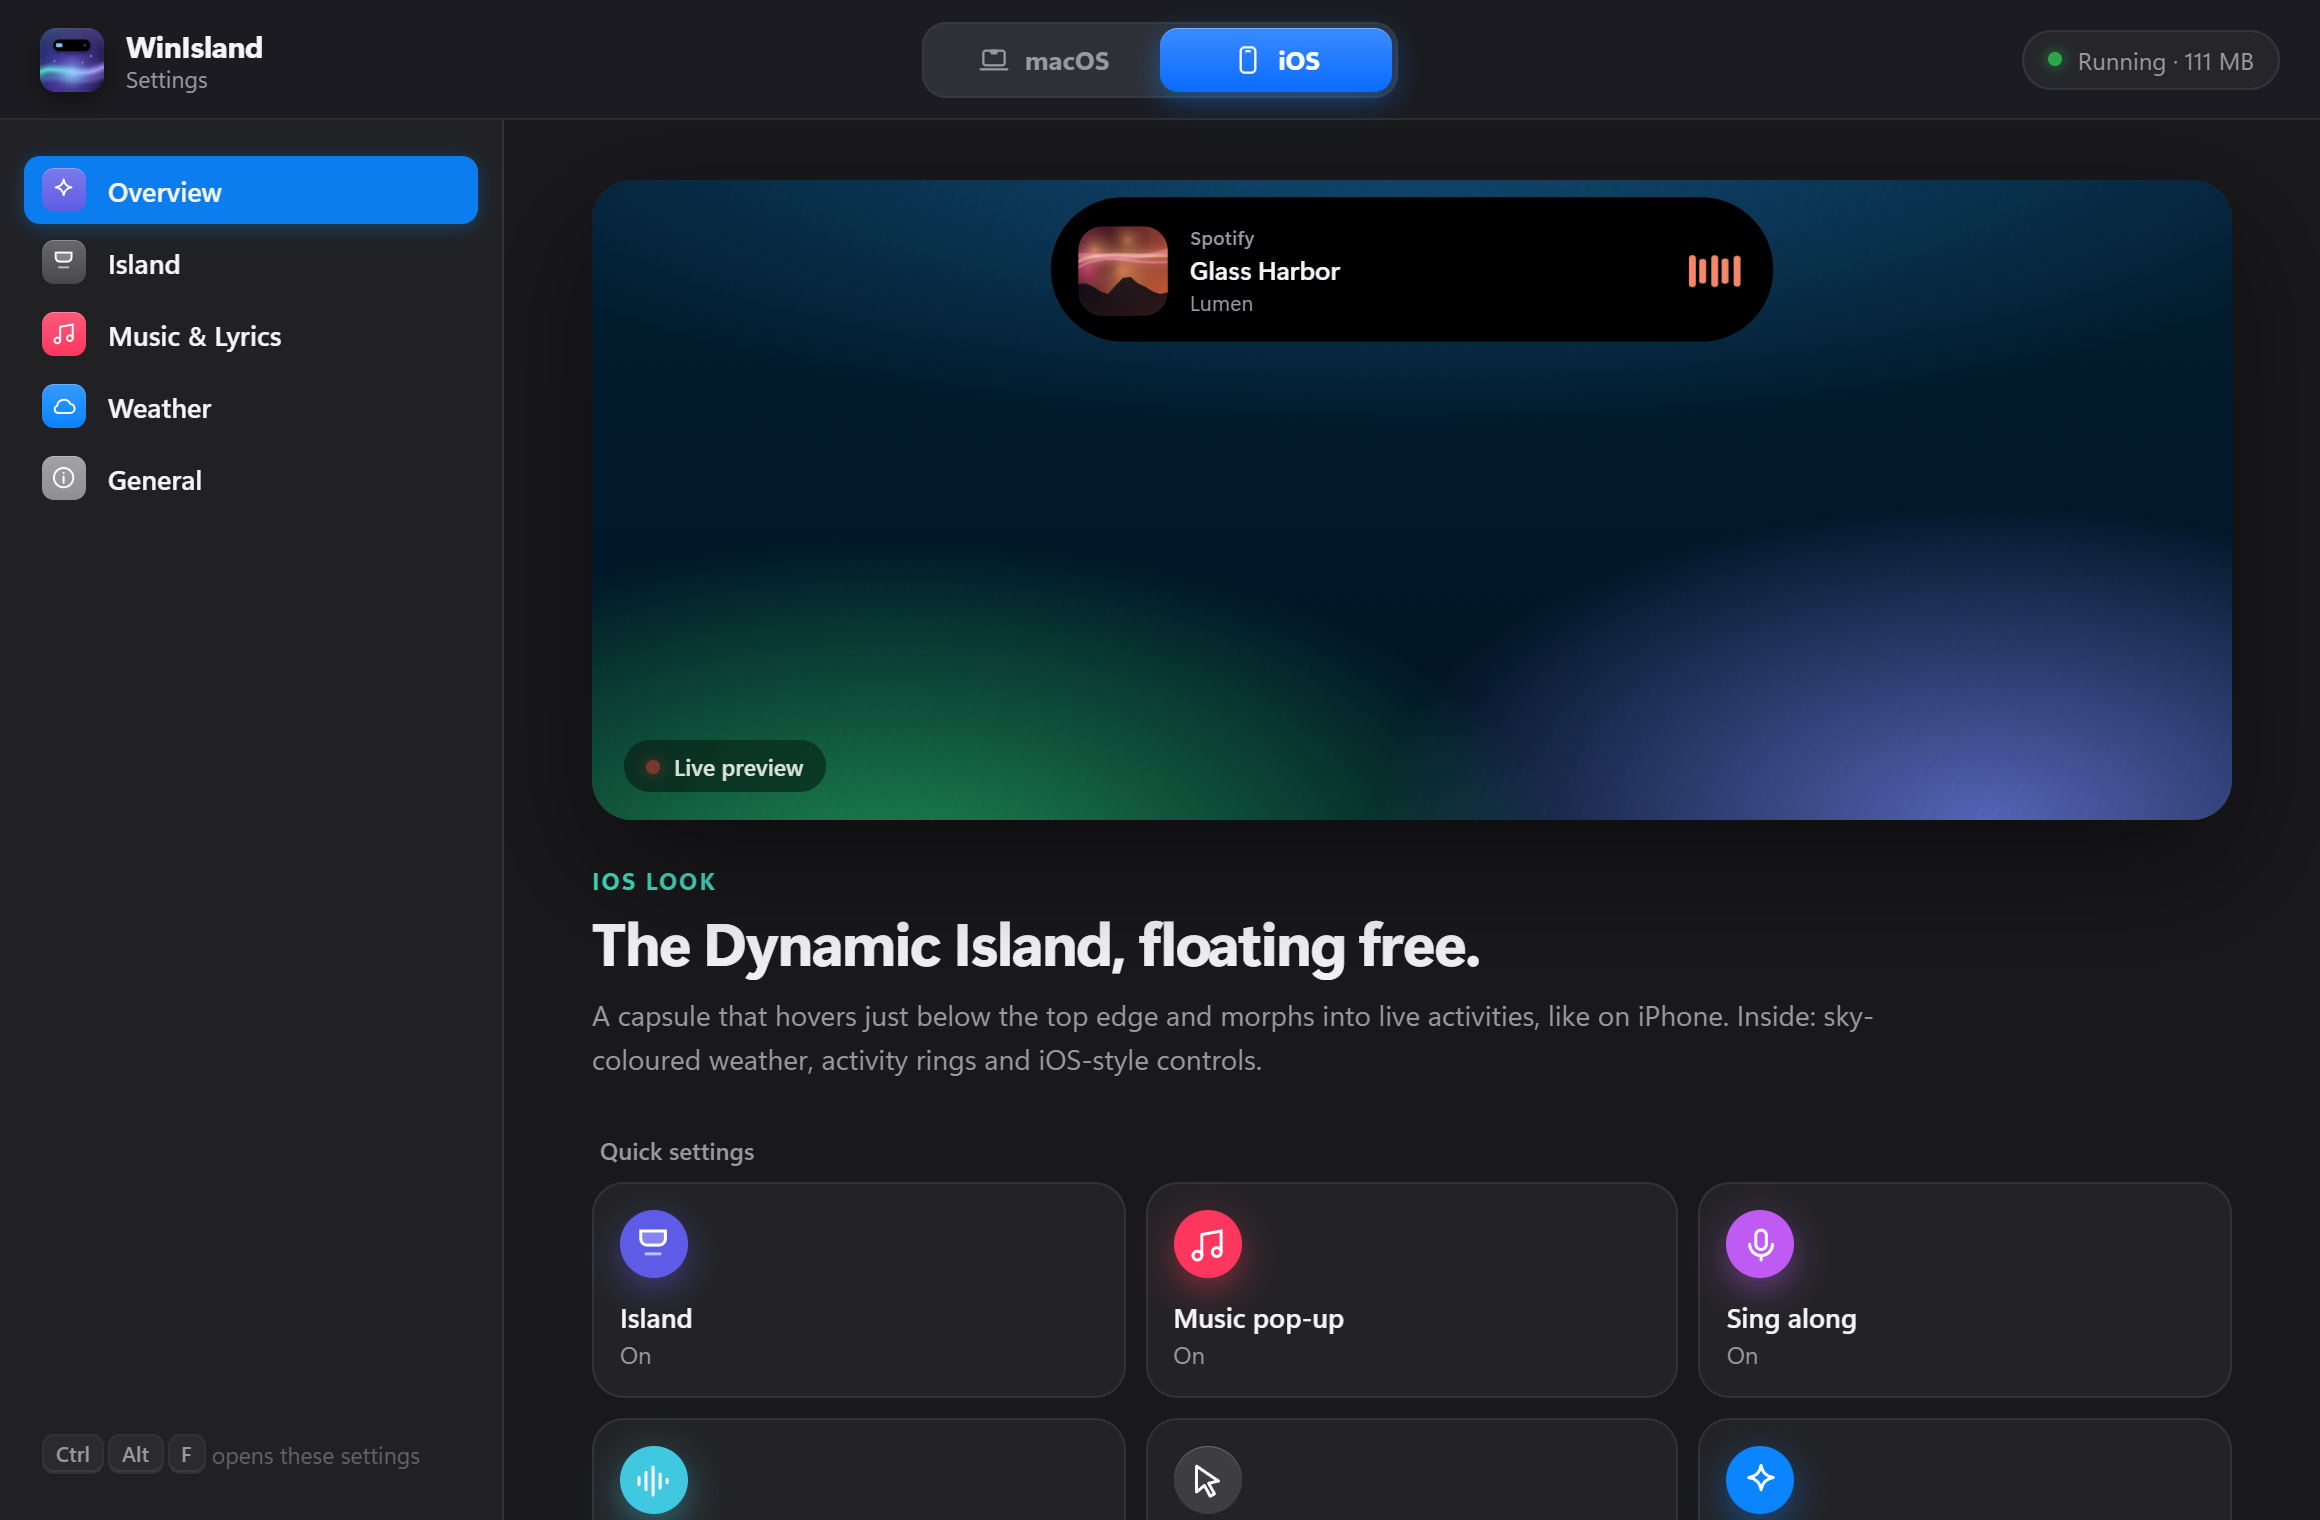 WinIsland
Settings
macOS
iOS
Running · 111 MB
Overview
Island
Music & Lyrics
Weather
General
Ctrl Alt F opens these settings
Spotify
Glass Harbor
Lumen
Live preview
IOS LOOK
The Dynamic Island, floating free.
A capsule that hovers just below the top edge and morphs into live activities, like on iPhone. Inside: sky-
coloured weather, activity rings and iOS-style controls.
Quick settings
Island
On
Music pop-up
On
Sing along
On